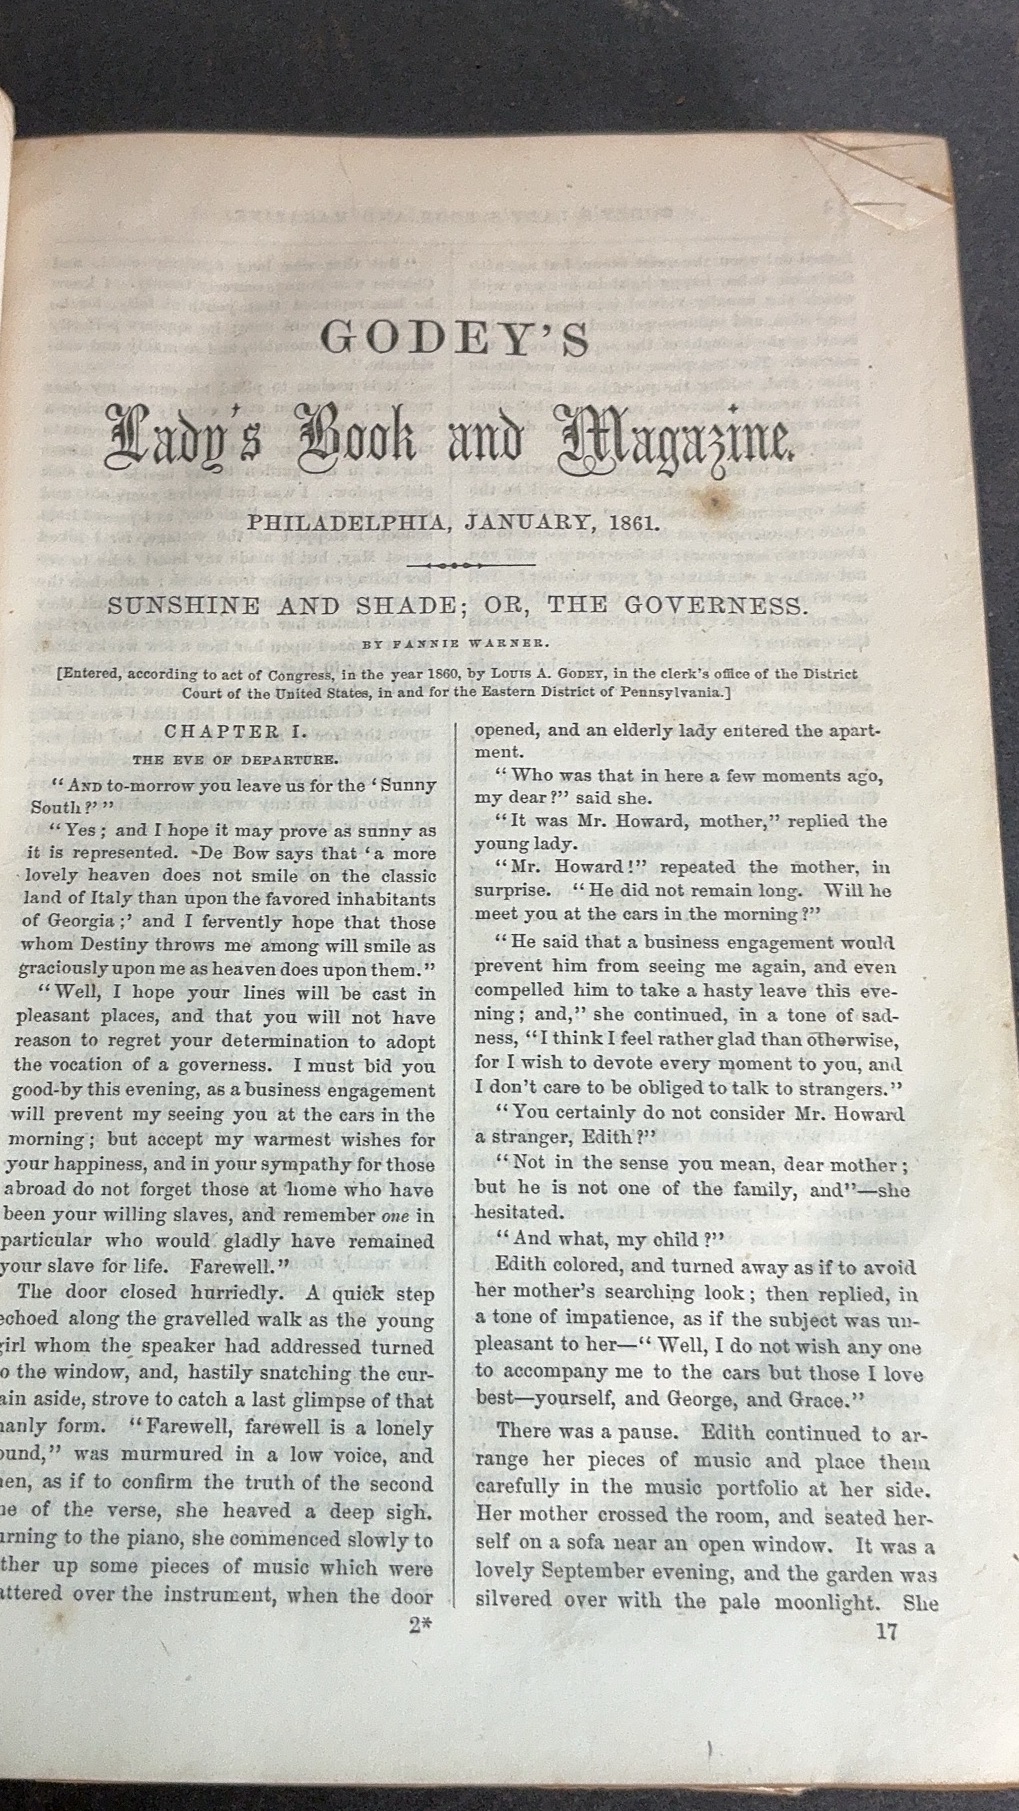 GODEY'S
Lady's Book and Magazine.
PHILADELPHIA, JANUARY, 1861.
SUNSHINE AND SHADE; OR, THE GOVERNESS.
BY FANNIE WARNER.
[Entered, according to act of Congress, in the year 1860, by LOUIS A. GODEY, in the clerk's office of the District
Court of the United States, in and for the Eastern District of Pennsylvania.]
CHAPTER I.
THE EVE OF DEPARTURE.
"AND to-morrow you leave us for the 'Sunny
South?'"
"Yes; and I hope it may prove as sunny as
it is represented. De Bow says that 'a more
lovely heaven does not smile on the classic
land of Italy than upon the favored inhabitants
of Georgia;' and I fervently hope that those
whom Destiny throws me among will smile as
graciously upon me as heaven does upon them."
"Well, I hope your lines will be cast in
pleasant places, and that you will not have
reason to regret your determination to adopt
the vocation of a governess. I must bid you
good-by this evening, as a business engagement
will prevent my seeing you at the cars in the
morning; but accept my warmest wishes for
your happiness, and in your sympathy for those
abroad do not forget those at home who have
been your willing slaves, and remember one in
particular who would gladly have remained
your slave for life. Farewell."
The door closed hurriedly. A quick step
echoed along the gravelled walk as the young
girl whom the speaker had addressed turned
o the window, and, hastily snatching the cur-
ain aside, strove to catch a last glimpse of that
anly form. "Farewell, farewell is a lonely
ound," was murmured in a low voice, and
en, as if to confirm the truth of the second
ne of the verse, she heaved a deep sigh.
urning to the piano, she commenced slowly to
ther up some pieces of music which were
attered over the instrument, when the door
2*
opened, and an elderly lady entered the apart-
ment.
"Who was that in here a few moments ago,
my dear?" said she.
"It was Mr. Howard, mother," replied the
young lady.
"Mr. Howard!" repeated the mother, in
surprise. "He did not remain long. Will he
meet you at the cars in the morning?"
"He said that a business engagement would
prevent him from seeing me again, and even
compelled him to take a hasty leave this eve-
ning; and," she continued, in a tone of sad-
ness, "I think I feel rather glad than otherwise,
for I wish to devote every moment to you, and
I don't care to be obliged to talk to strangers."
"You certainly do not consider Mr. Howard
a stranger, Edith?"
"Not in the sense you mean, dear mother;
but he is not one of the family, and"—she
hesitated.
"And what, my child?"
Edith colored, and turned away as if to avoid
her mother's searching look; then replied, in
a tone of impatience, as if the subject was un-
pleasant to her—"Well, I do not wish any one
to accompany me to the cars but those I love
best—yourself, and George, and Grace."
There was a pause. Edith continued to ar-
range her pieces of music and place them
carefully in the music portfolio at her side.
Her mother crossed the room, and seated her-
self on a sofa near an open window. It was a
lovely September evening, and the garden was
silvered over with the pale moonlight. She
17